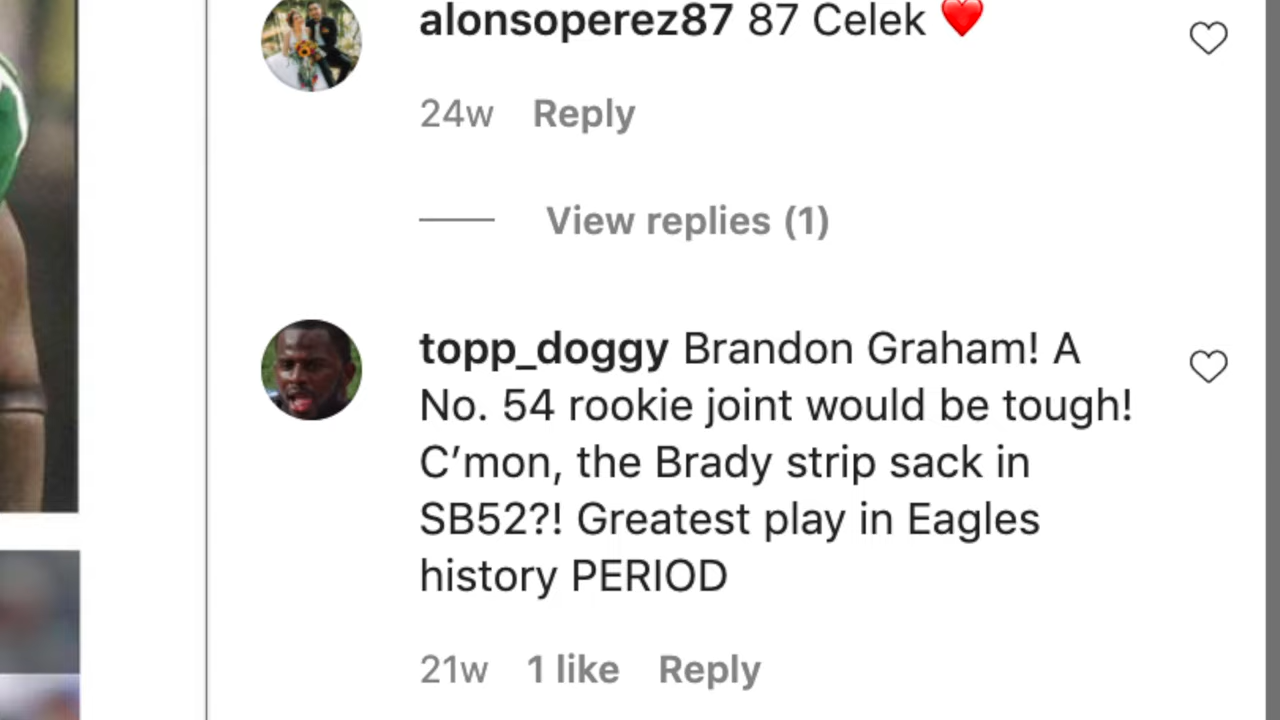 alonsoperez87 87 Celek ❤️
24w Reply
View replies (1)
topp_doggy Brandon Graham! A
No. 54 rookie joint would be tough!
C’mon, the Brady strip sack in
SB52?! Greatest play in Eagles
history PERIOD
21w 1 like Reply